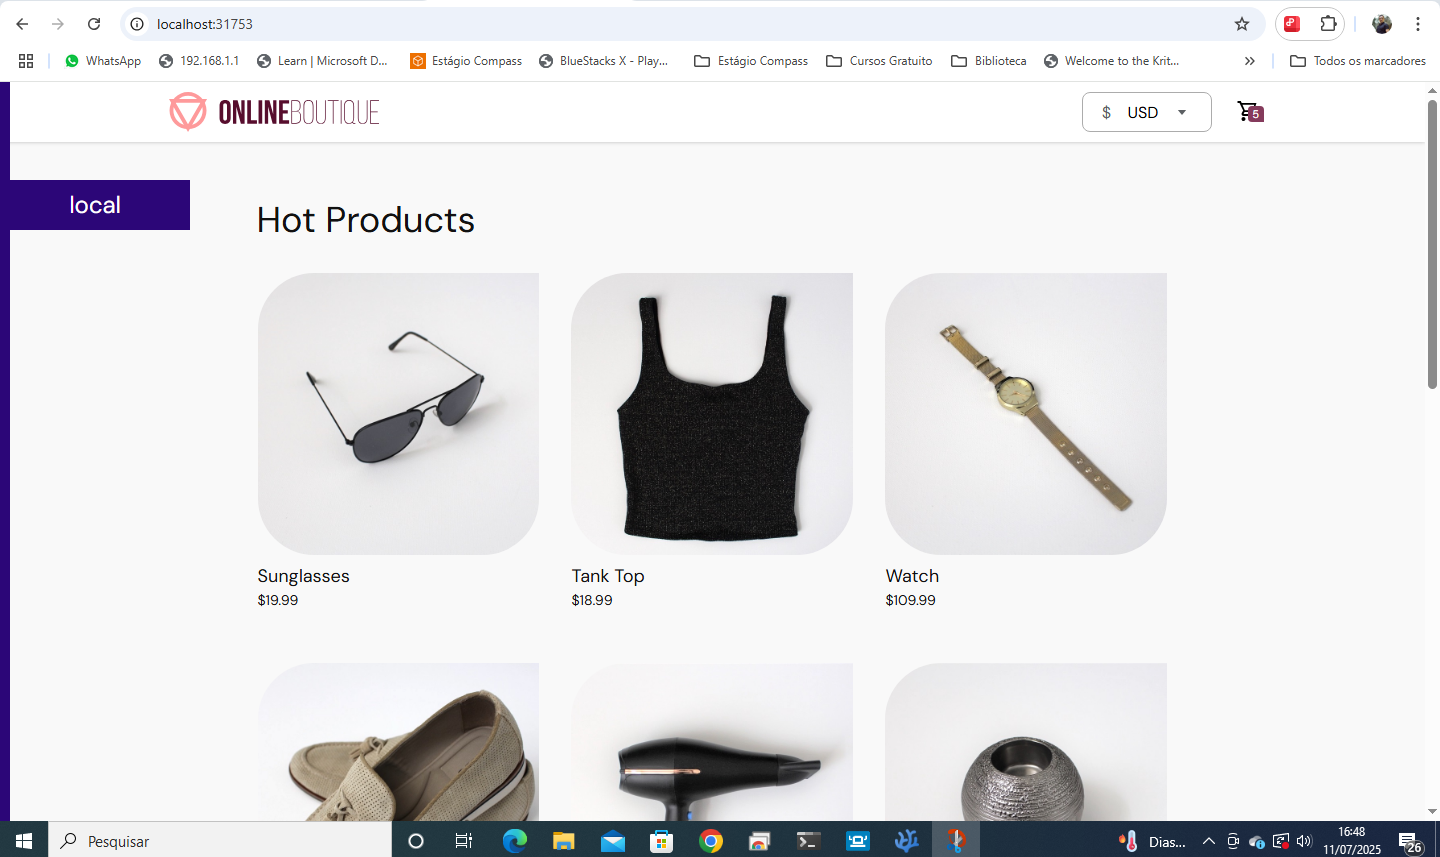 localhost:31753
WhatsApp
192.168.1.1
Learn | Microsoft D...
Estágio Compass
BlueStacks X - Play...
Estágio Compass
Cursos Gratuito
Biblioteca
Welcome to the Krit...
»
Todos os marcadores
ONLINEBOUTIQUE
$ USD
5
local
Hot Products
Sunglasses
$19.99
Tank Top
$18.99
Watch
$109.99
Pesquisar
Dias...
16:48
11/07/2025
26